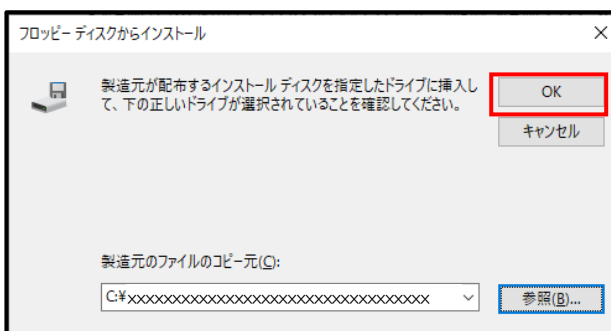 フロッピー ディスクからインストール
製造元が配布するインストール ディスクを指定したドライブに挿入し
て、下の正しいドライブが選択されていることを確認してください。
OK
キャンセル
製造元のファイルのコピー元(C):
C:¥xxxxxxxxxxxxxxxxxxxxxxxxxxxxxxxxxx
参照(B)...